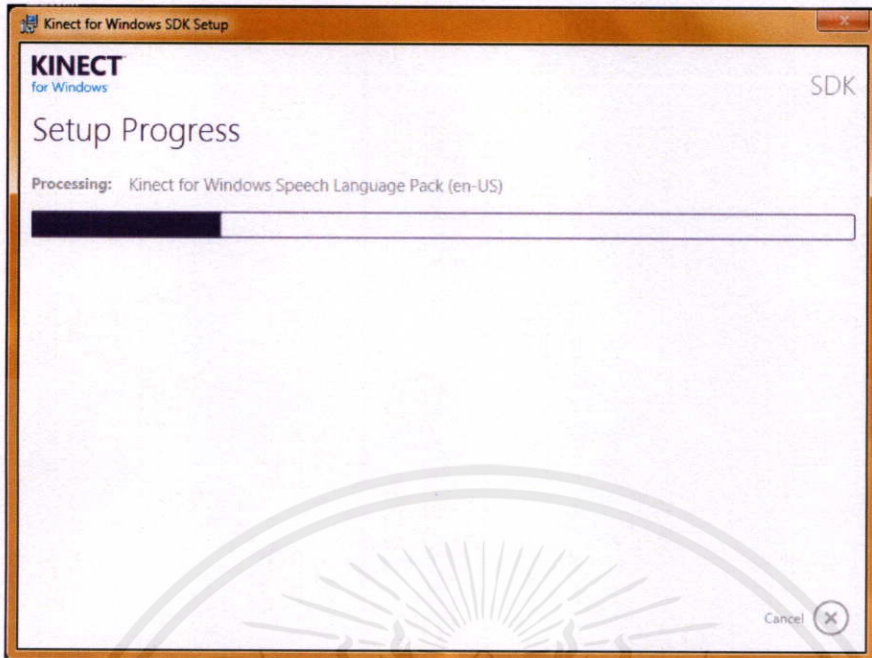 Kinect for Windows SDK Setup
KINECT
for Windows
SDK
Setup Progress
Processing: Kinect for Windows Speech Language Pack (en-US)
Cancel